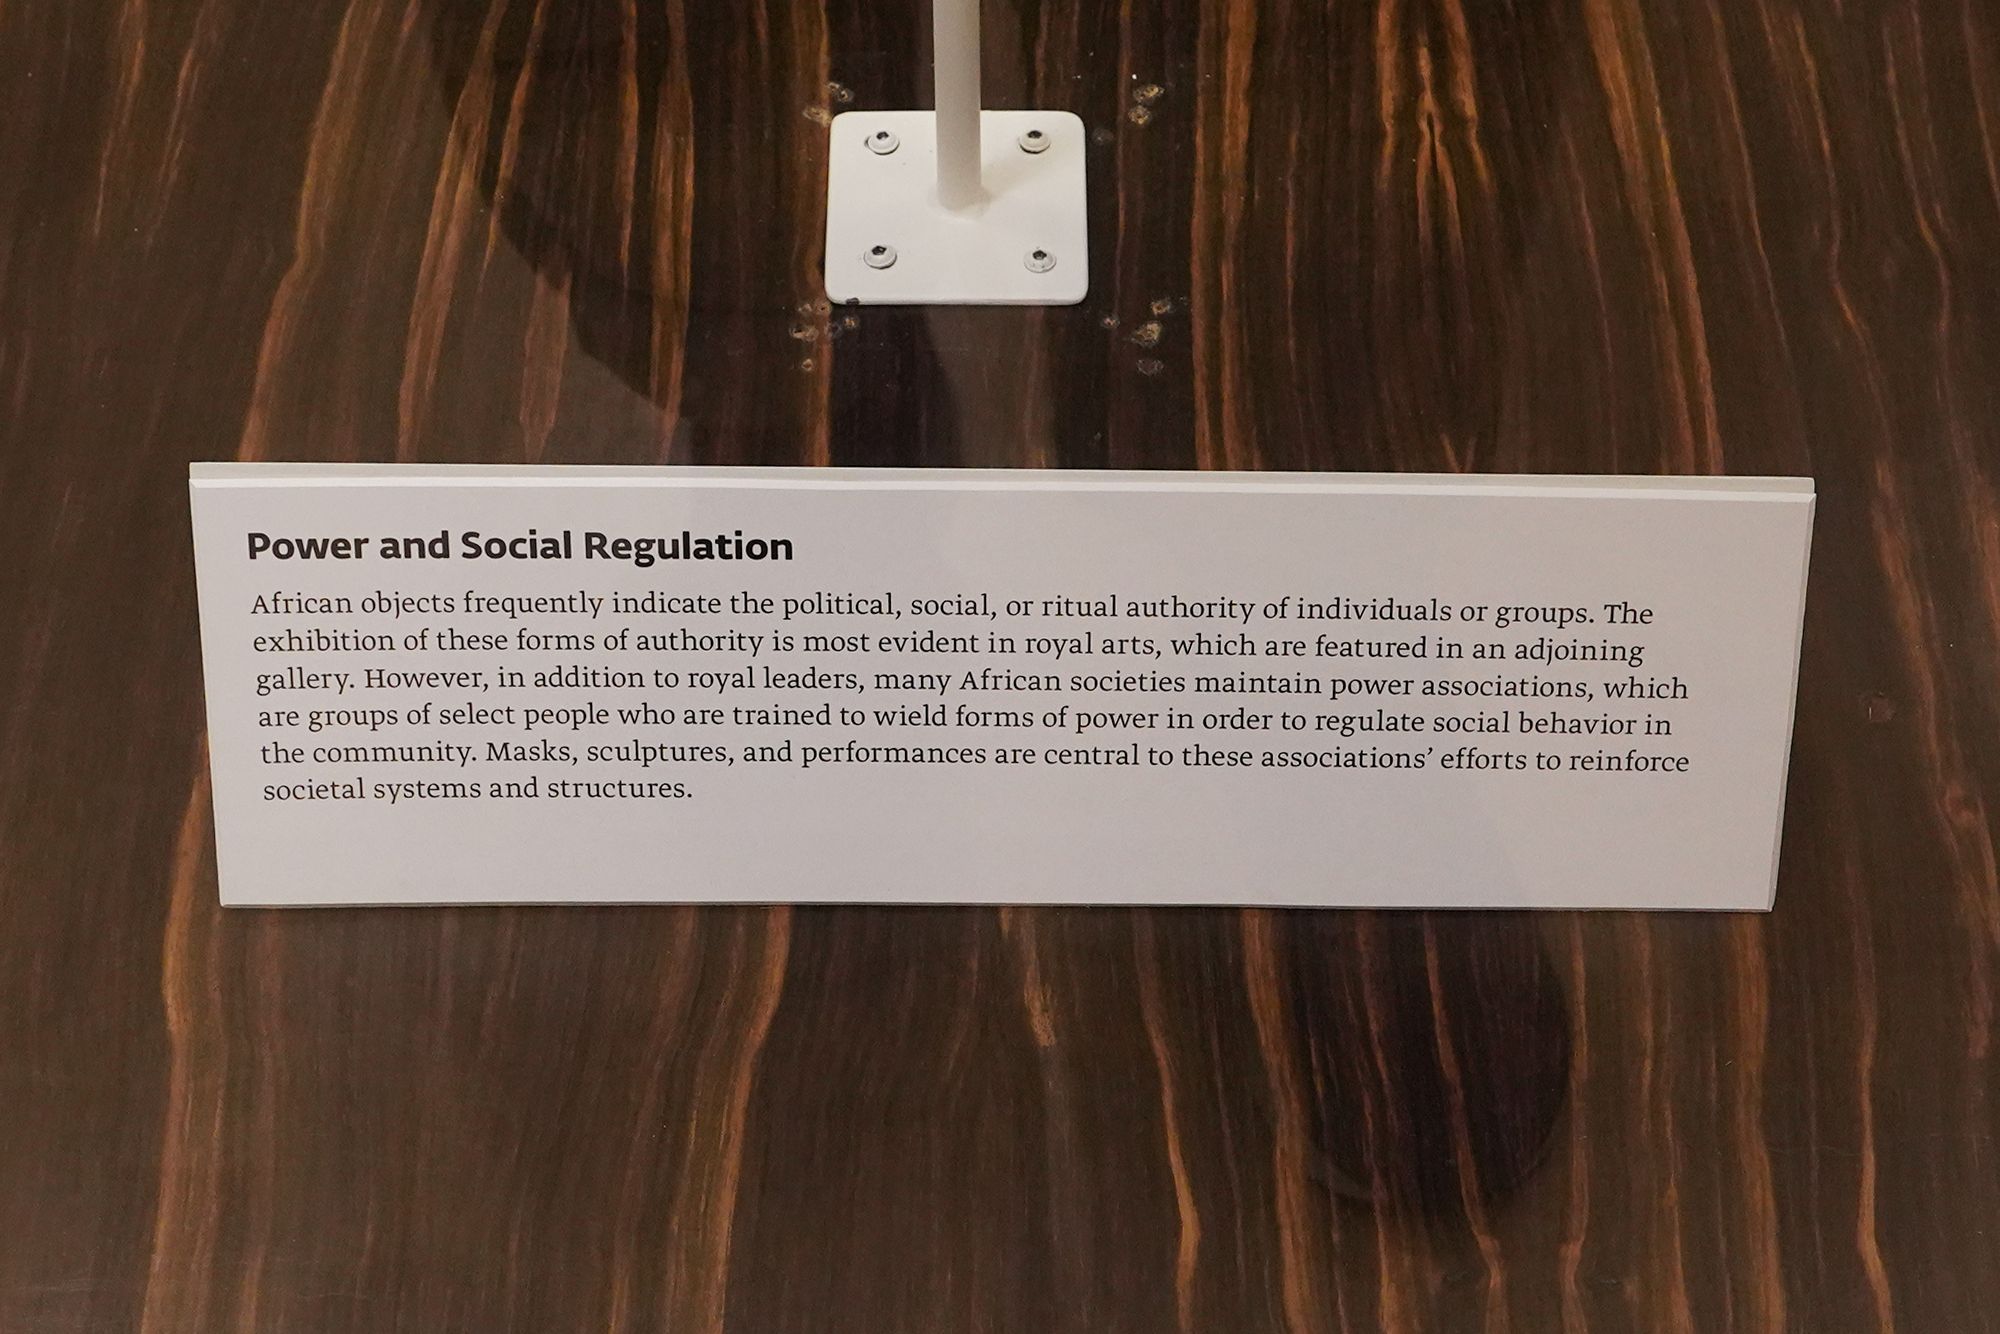 Power and Social Regulation
African objects frequently indicate the political, social, or ritual authority of individuals or groups. The
exhibition of these forms of authority is most evident in royal arts, which are featured in an adjoining
gallery. However, in addition to royal leaders, many African societies maintain power associations, which
are groups of select people who are trained to wield forms of power in order to regulate social behavior in
the community. Masks, sculptures, and performances are central to these associations’ efforts to reinforce
societal systems and structures.